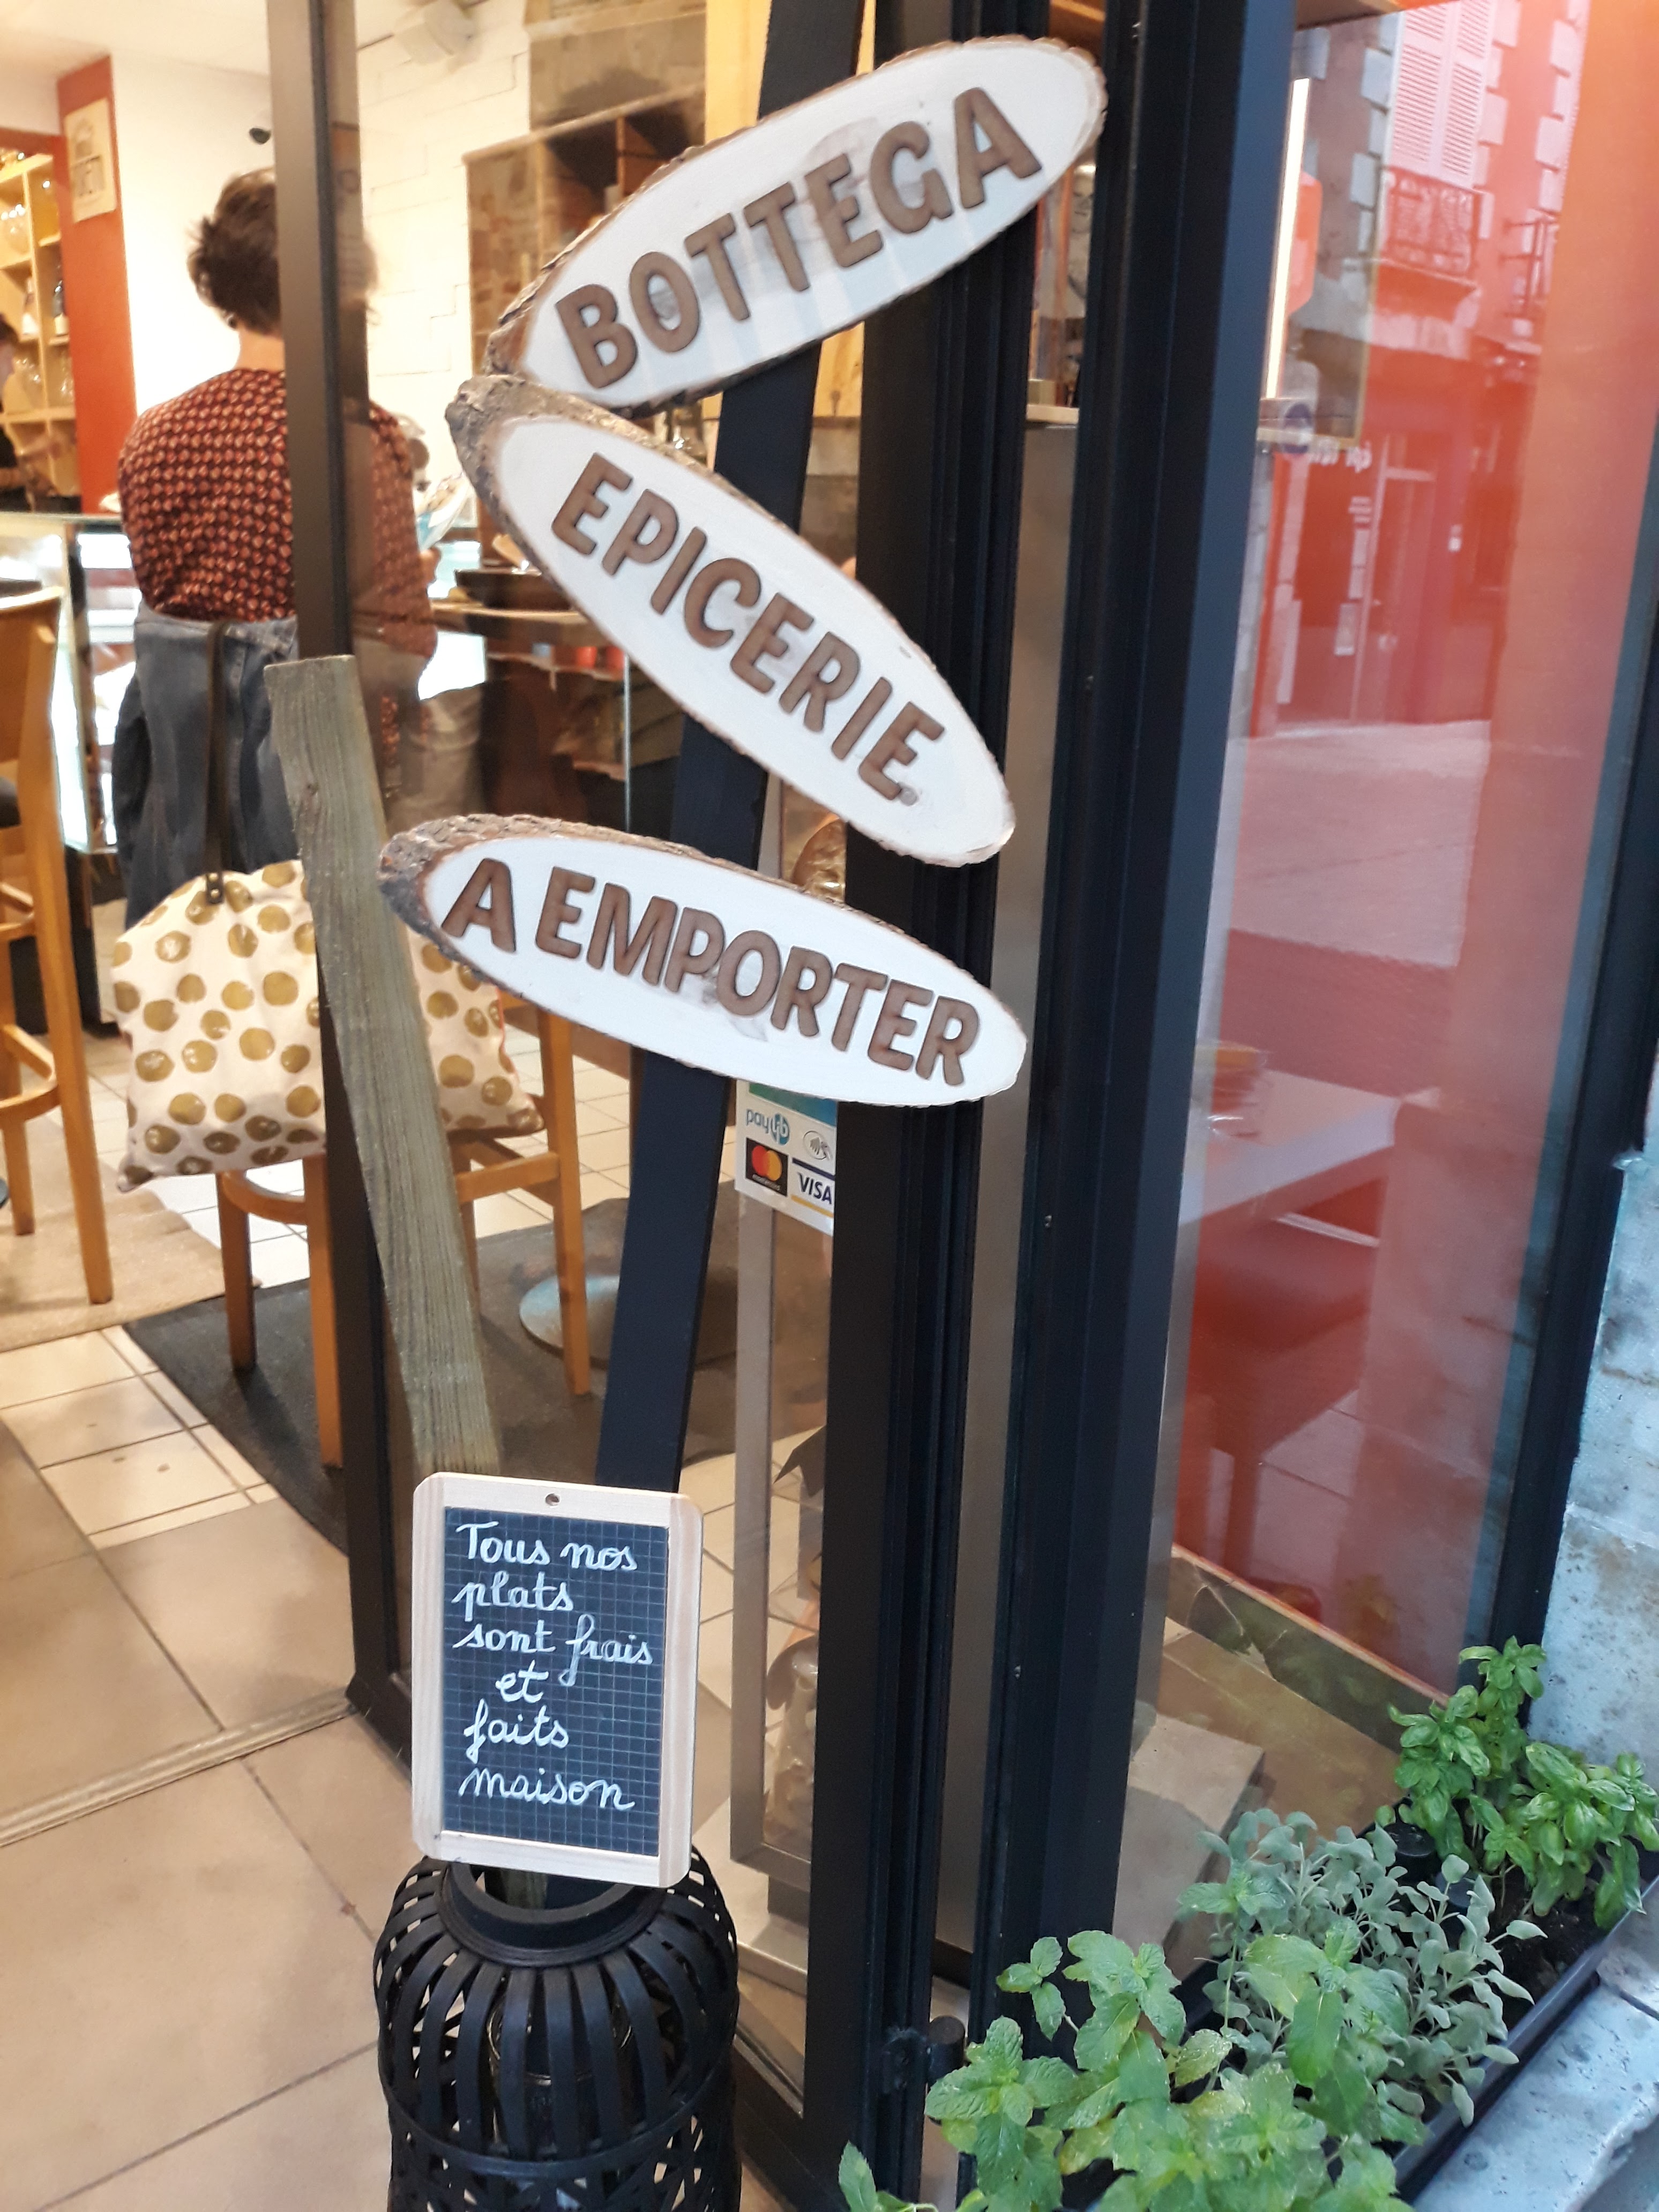 BOTTEGA
EPICERIE
A EMPORTER
paylib
VISA
Tous nos
plats
sont frais
et
faits
maison